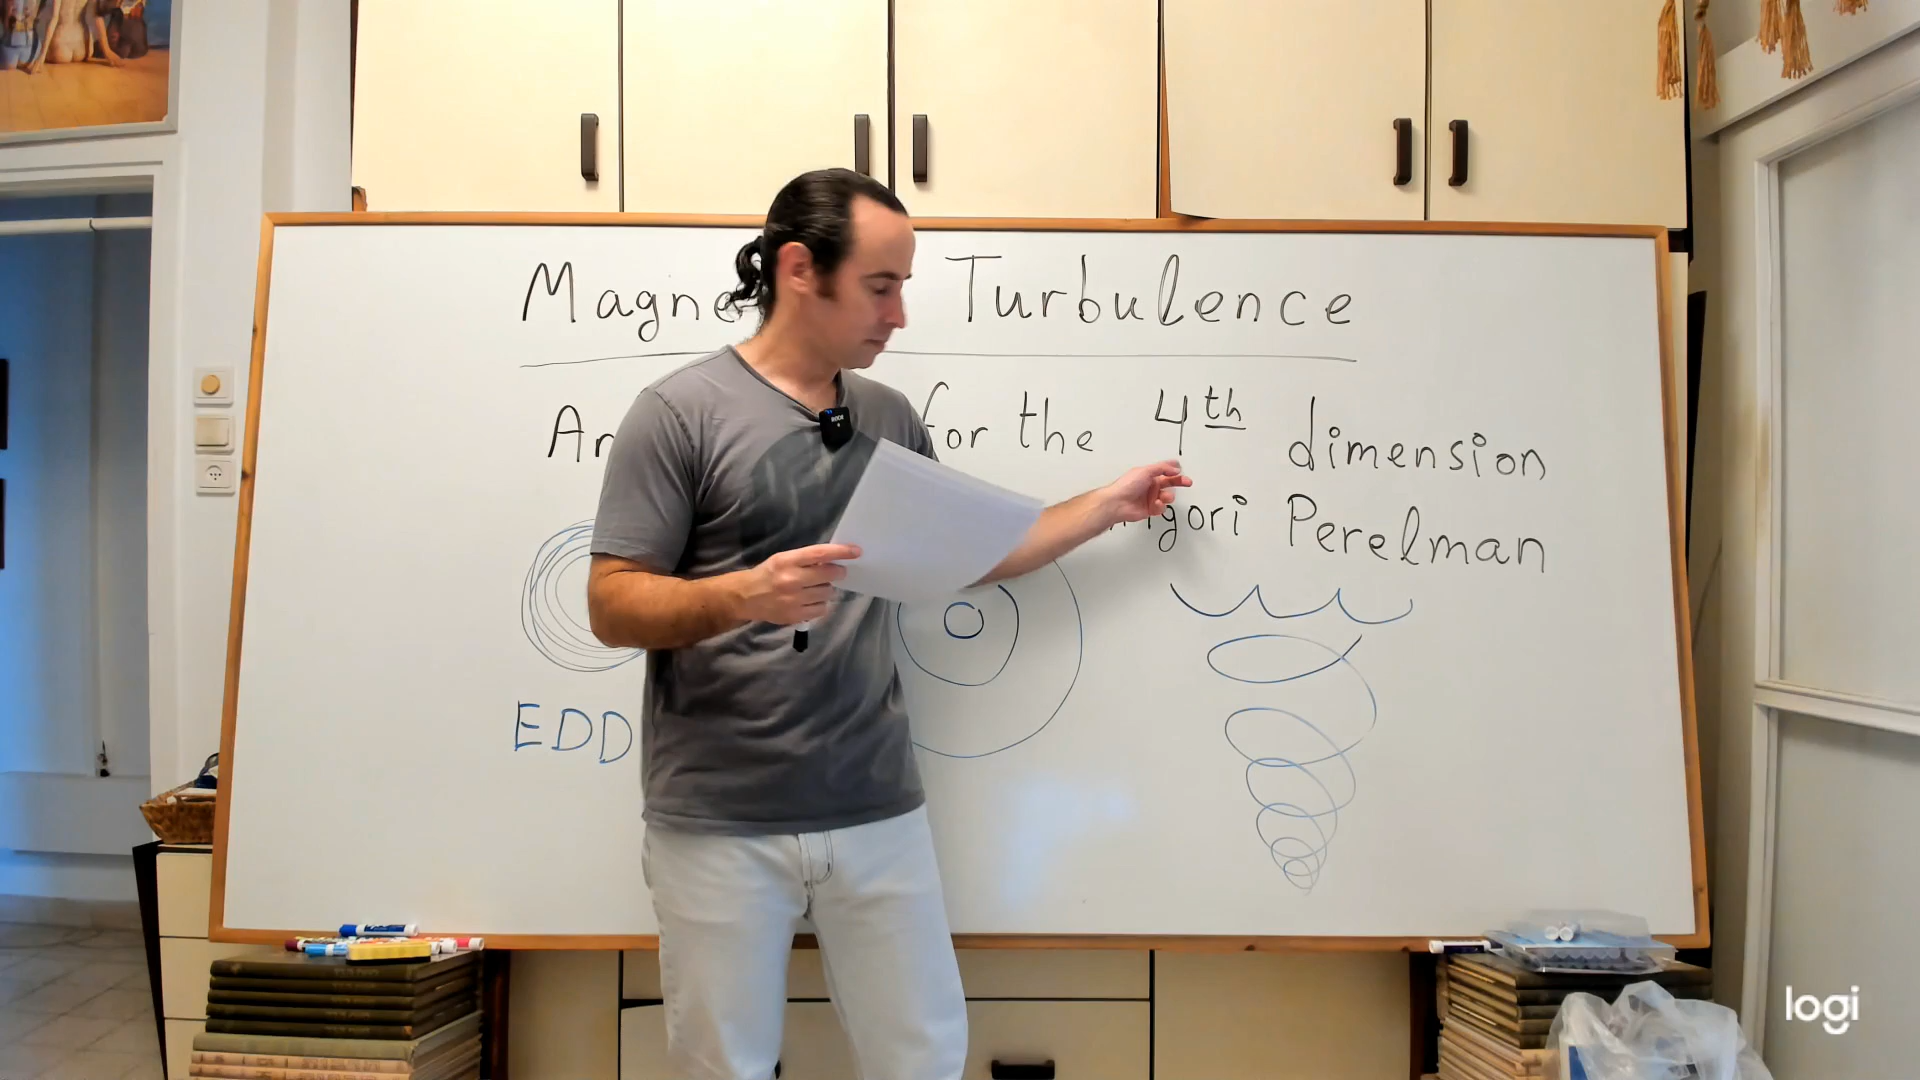 Magne Turbulence
An for the 4th dimension
igori Perelman
EDD
logi